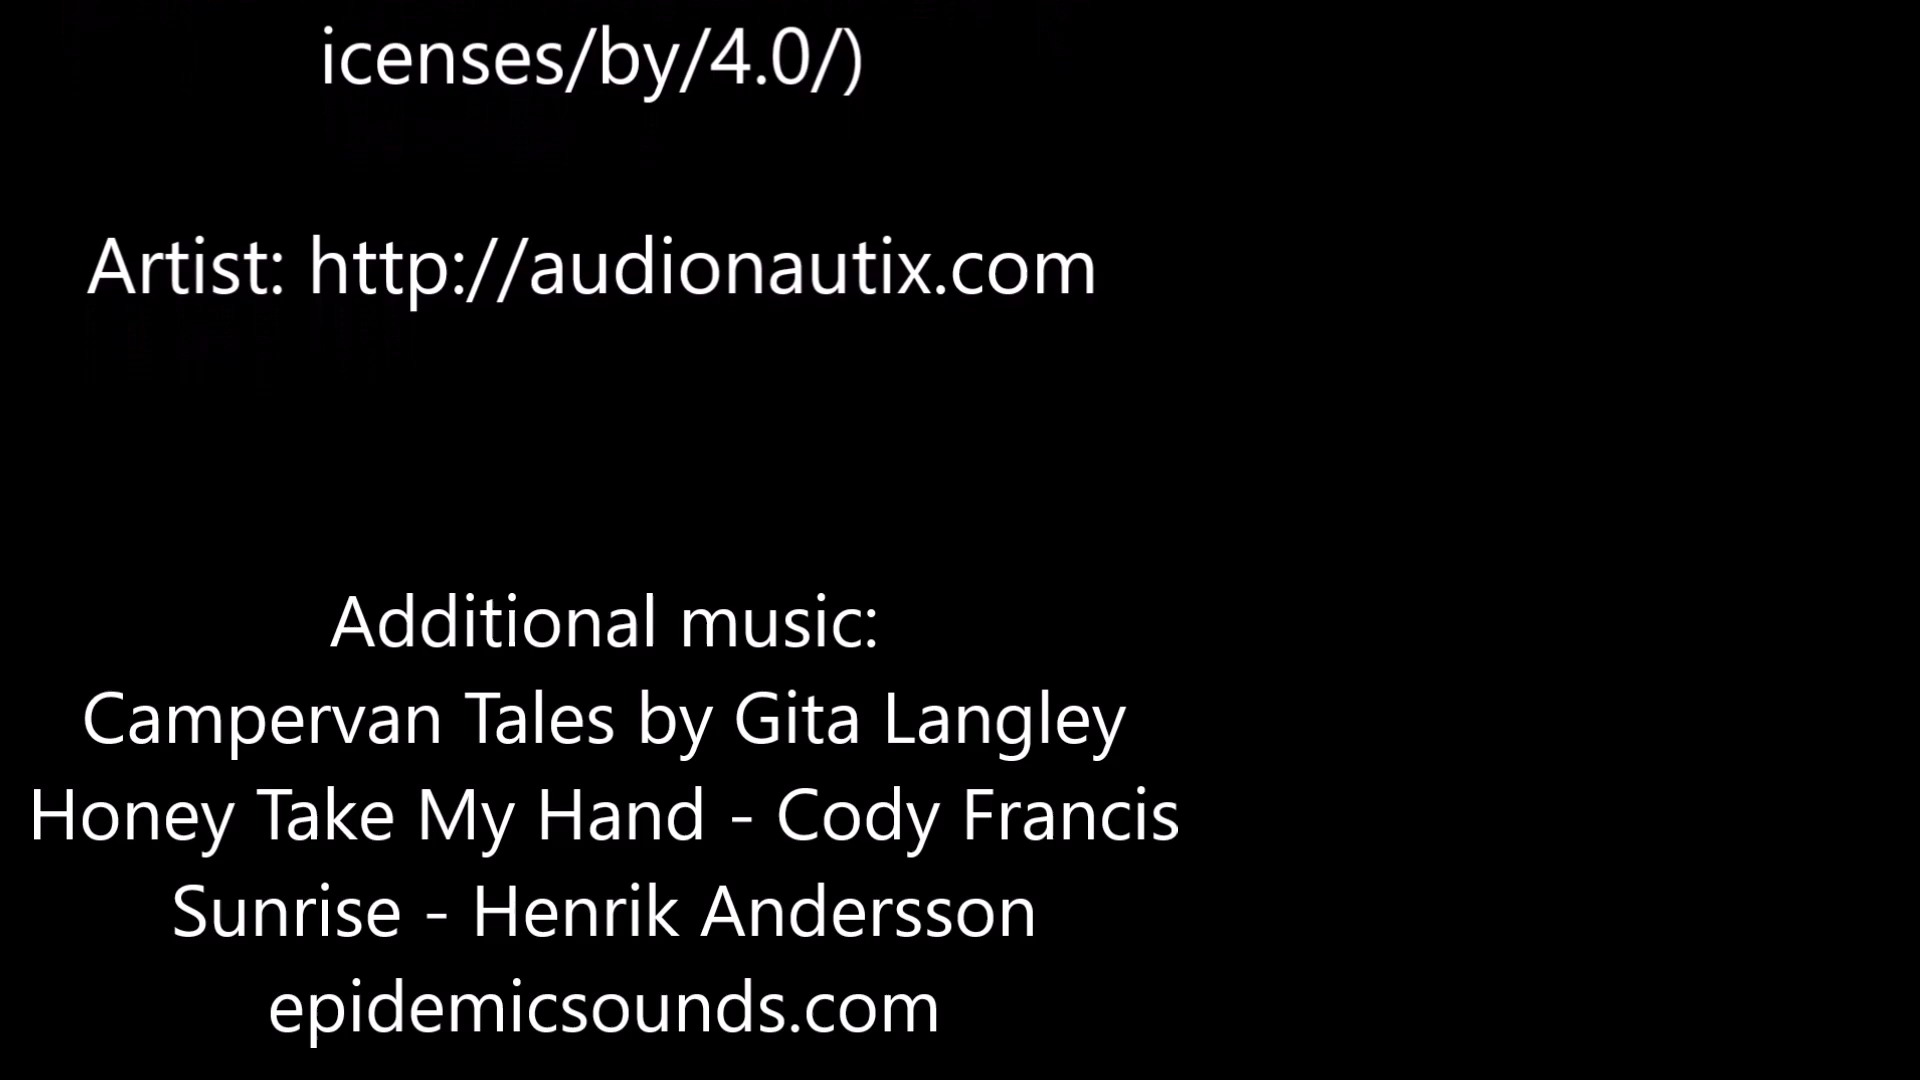 icenses/by/4.0/)
Artist: http://audionautix.com
Additional music:
Campervan Tales by Gita Langley
Honey Take My Hand - Cody Francis
Sunrise - Henrik Andersson
epidemicsounds.com